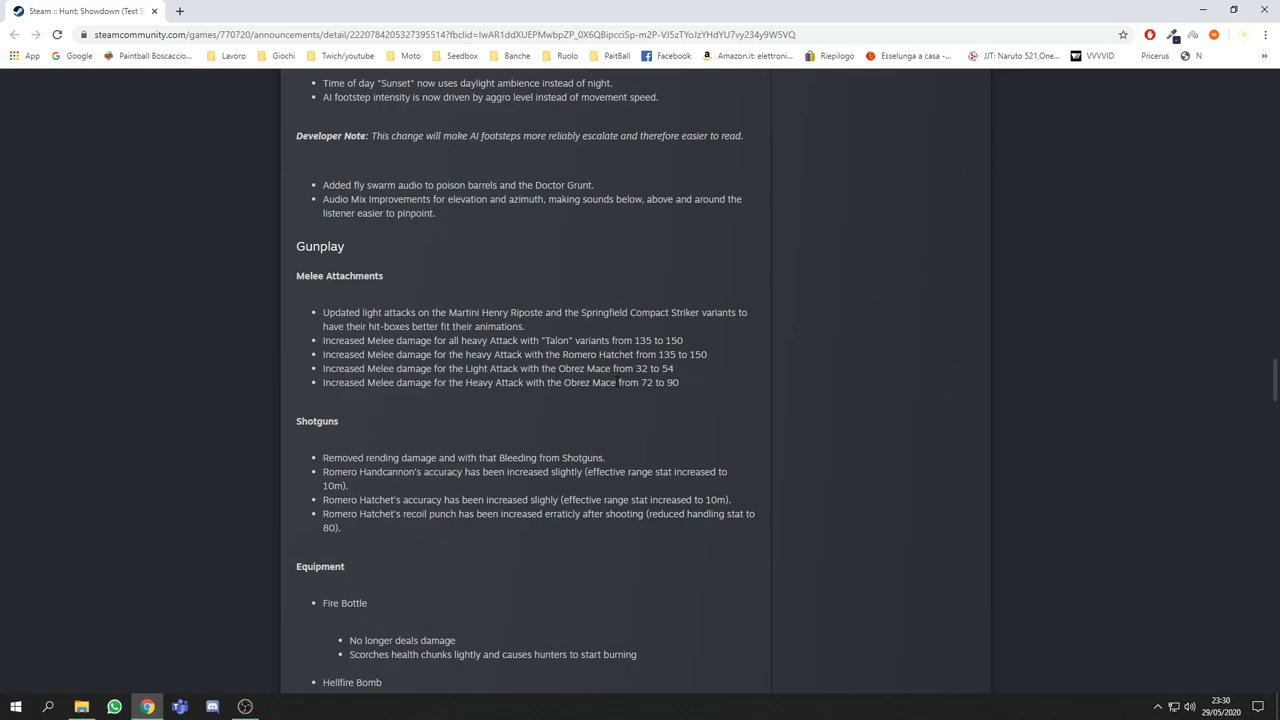 Steam :: Hunt: Showdown (Test S
steamcommunity.com/games/770720/announcements/detail/2220784205327395514?fbclid=IwAR1ddXUEPMwbpZP_0X6QBipcciSp-m2P-VJ5zTYoJzYHdYU7vy234y9W5VQ
App Google Paintball Boscaccio... Lavoro Giochi Twich/youtube Moto Seedbox Banche Ruolo PaitBall Facebook Amazon.it: elettroni... Riepilogo Esselunga a casa -... JJT: Naruto 521,One... VVVVID Pricerus N »
• Time of day "Sunset" now uses daylight ambience instead of night.
• AI footstep intensity is now driven by aggro level instead of movement speed.
Developer Note: This change will make AI footsteps more reliably escalate and therefore easier to read.
• Added fly swarm audio to poison barrels and the Doctor Grunt.
• Audio Mix Improvements for elevation and azimuth, making sounds below, above and around the
listener easier to pinpoint.
Gunplay
Melee Attachments
• Updated light attacks on the Martini Henry Riposte and the Springfield Compact Striker variants to
have their hit-boxes better fit their animations.
• Increased Melee damage for all heavy Attack with "Talon" variants from 135 to 150
• Increased Melee damage for the heavy Attack with the Romero Hatchet from 135 to 150
• Increased Melee damage for the Light Attack with the Obrez Mace from 32 to 54
• Increased Melee damage for the Heavy Attack with the Obrez Mace from 72 to 90
Shotguns
• Removed rending damage and with that Bleeding from Shotguns.
• Romero Handcannon's accuracy has been increased slightly (effective range stat increased to
10m).
• Romero Hatchet's accuracy has been increased slighly (effective range stat increased to 10m).
• Romero Hatchet's recoil punch has been increased erraticly after shooting (reduced handling stat to
80).
Equipment
• Fire Bottle
• No longer deals damage
• Scorches health chunks lightly and causes hunters to start burning
• Hellfire Bomb
23:30
29/05/2020